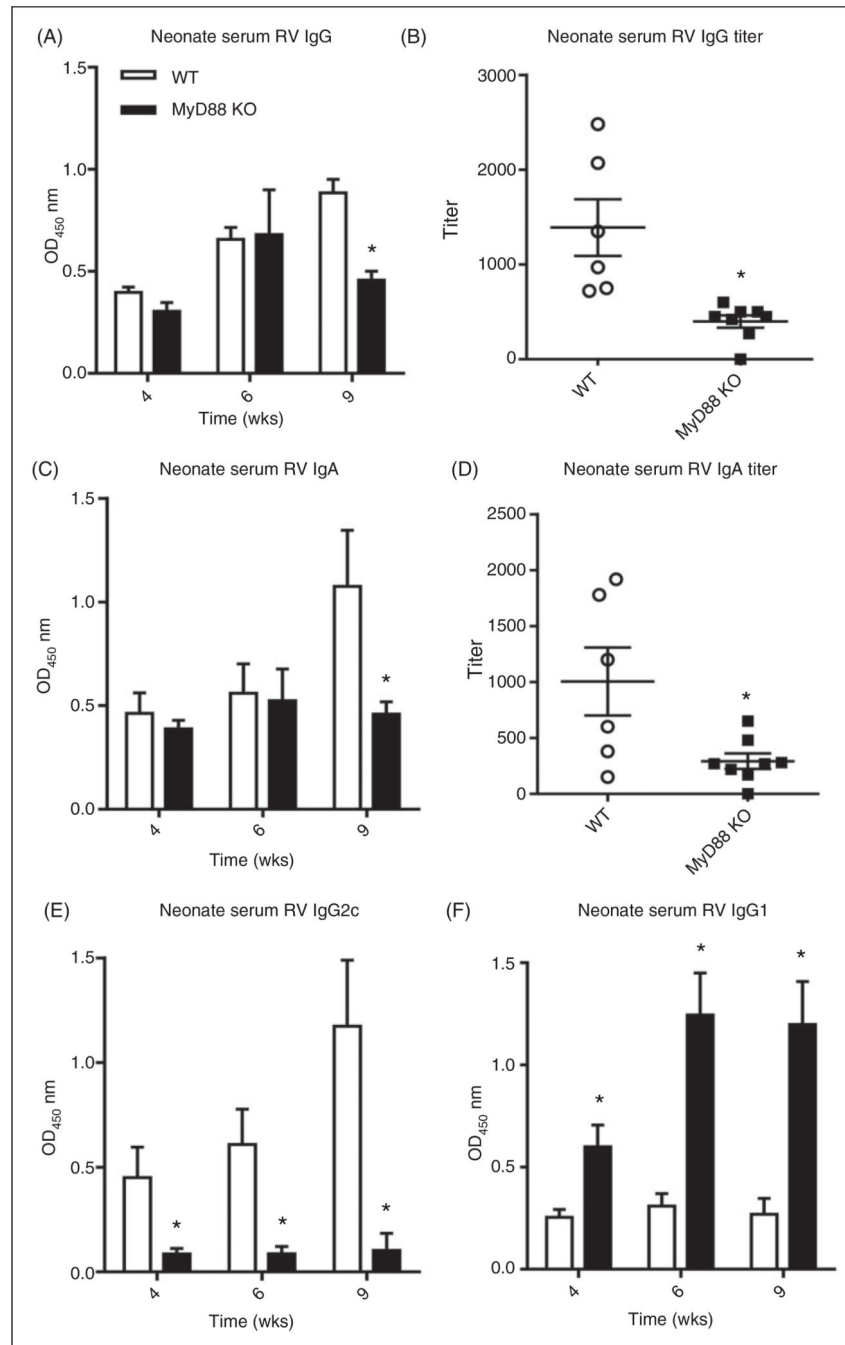 (A) Neonate serum RV IgG
1.5
WT
MyD88 KO
1.0
*
0.5
0.0
OD450 nm
4 6 9
Time (wks)
(B) Neonate serum RV IgG titer
3000
2000
1000
0
Titer
*
WT MyD88 KO
(C) Neonate serum RV IgA
1.5
1.0
*
0.5
0.0
OD450 nm
4 6 9
Time (wks)
(D) Neonate serum RV IgA titer
2500
2000
1500
1000
500
0
Titer
*
WT MyD88 KO
(E) Neonate serum RV IgG2c
1.5
1.0
0.5
0.0
OD450 nm
* * *
4 6 9
Time (wks)
(F) Neonate serum RV IgG1
1.5
1.0
0.5
0.0
OD450 nm
* * *
4 6 9
Time (wks)